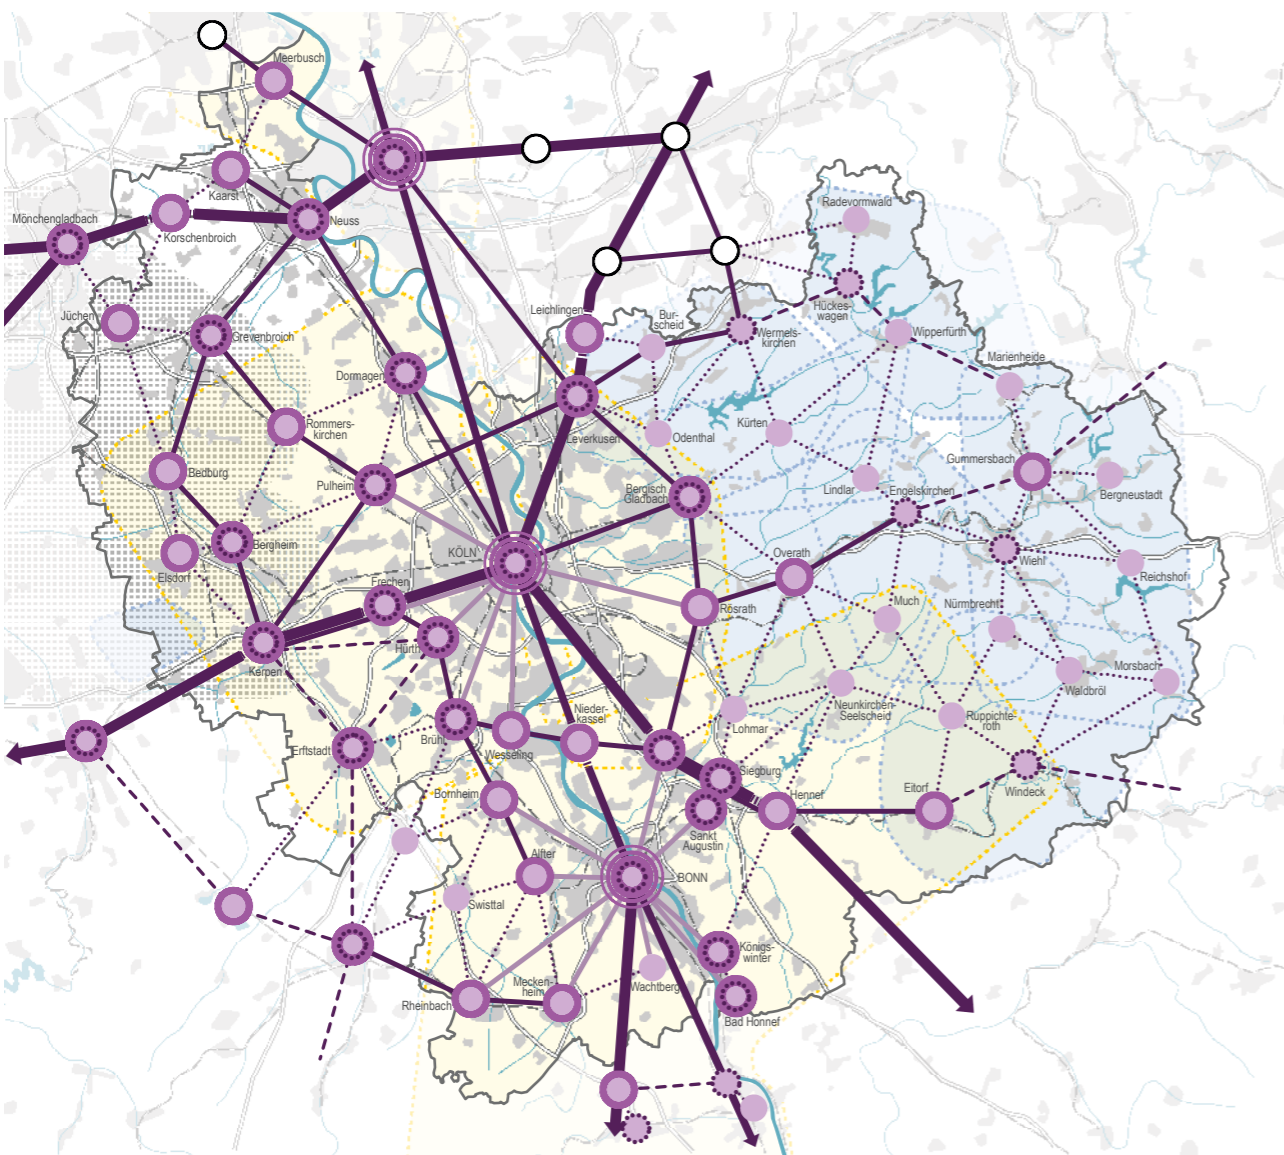 Meerbusch
Kaarst
Radevormwald
Mönchengladbach
Neuss
Korschenbroich
Hückes-
wagen
Leichlingen
Jüchen
Bur-
scheid
Wermels-
kirchen
Wipperfürth
Grevenbroich
Marienheide
Dormagen
Rommers-
kirchen
Leverkusen
Odenthal
Kürten
Gummersbach
Bedburg
Pulheim
Bergisch
Gladbach
Lindlar
Engelskirchen
Bergneustadt
Bergheim
KÖLN
Overath
Wiehl
Elsdorf
Frechen
Reichshof
Rösrath
Much
Nürmbrecht
Hürth
Kerpen
Morsbach
Waldbröl
Neunkirchen-
Seelscheid
Nieder-
kassel
Ruppichte-
roth
Lohmar
Brühl
Erftstadt
Wesseling
Siegburg
Windeck
Bornheim
Hennef
Eitorf
Sankt
Augustin
Alfter
BONN
Swisttal
Königs-
winter
Mecken-
heim
Wachtberg
Rheinbach
Bad Honnef